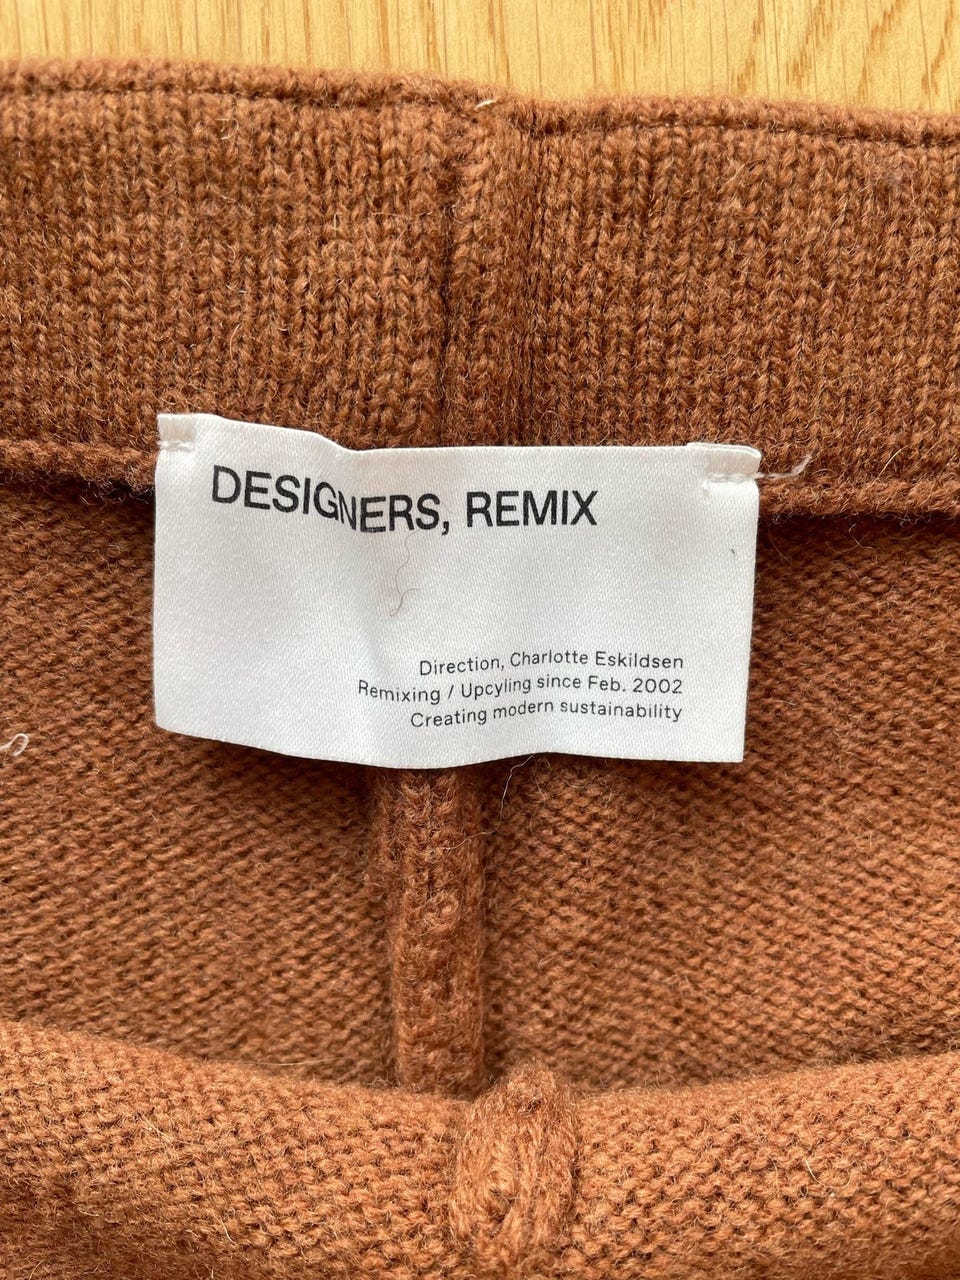 DESIGNERS, REMIX
Direction, Charlotte Eskildsen
Remixing / Upcyling since Feb. 2002
Creating modern sustainability